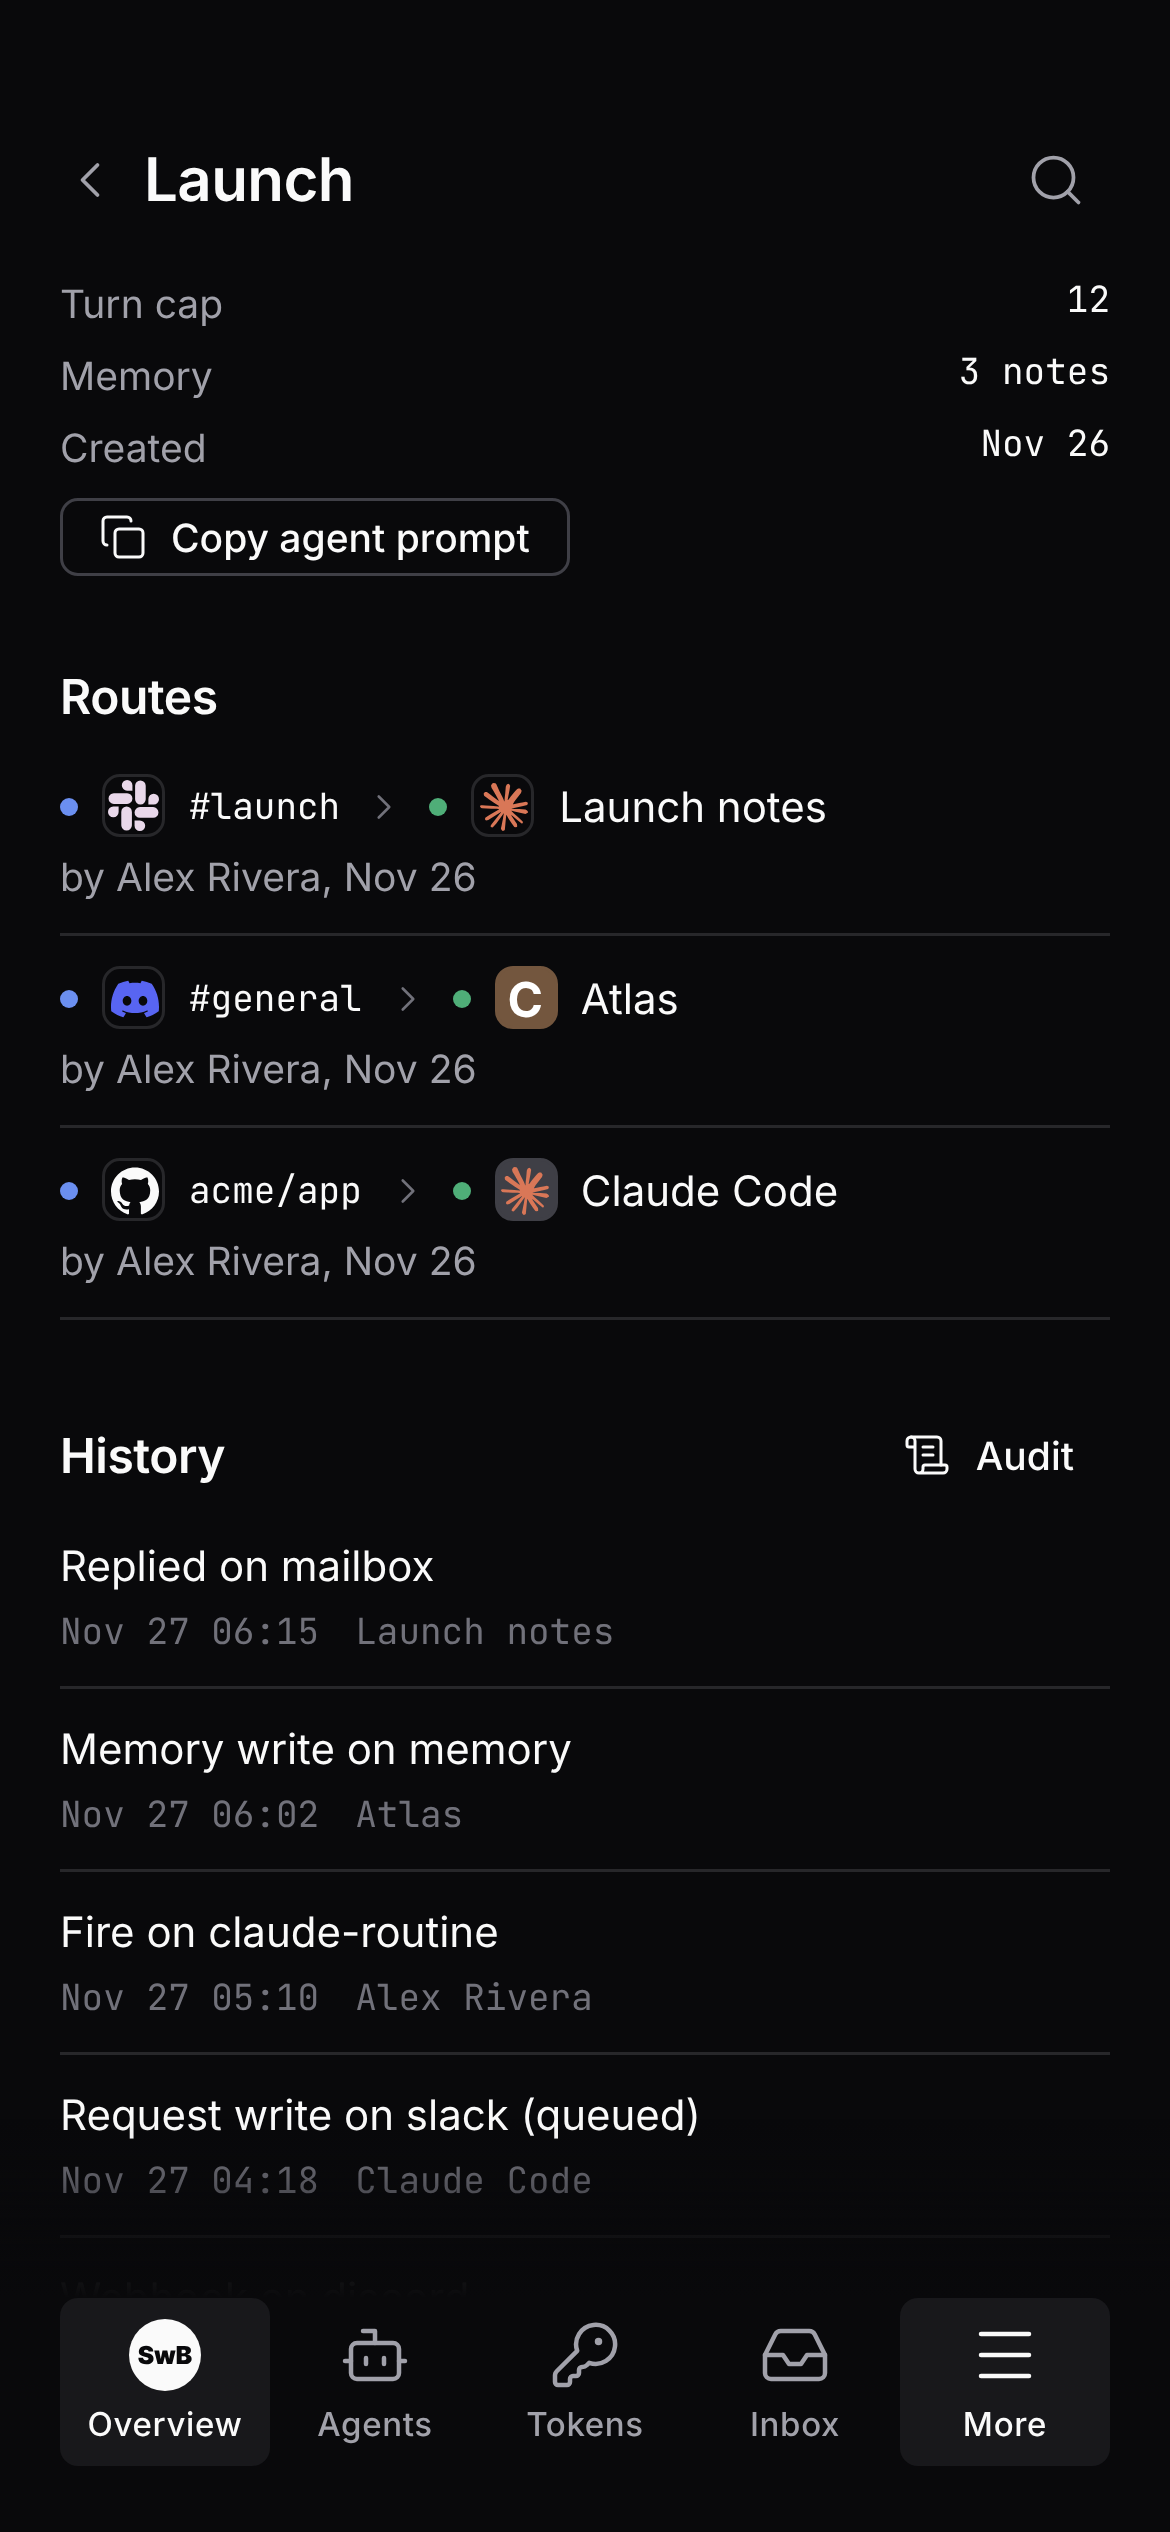 Launch
Turn cap 12
Memory 3 notes
Created Nov 26
Copy agent prompt
Routes
#launch Launch notes
by Alex Rivera, Nov 26
#general C Atlas
by Alex Rivera, Nov 26
acme/app Claude Code
by Alex Rivera, Nov 26
History Audit
Replied on mailbox
Nov 27 06:15 Launch notes
Memory write on memory
Nov 27 06:02 Atlas
Fire on claude-routine
Nov 27 05:10 Alex Rivera
Request write on slack (queued)
Nov 27 04:18 Claude Code
SwB
Overview Agents Tokens Inbox More